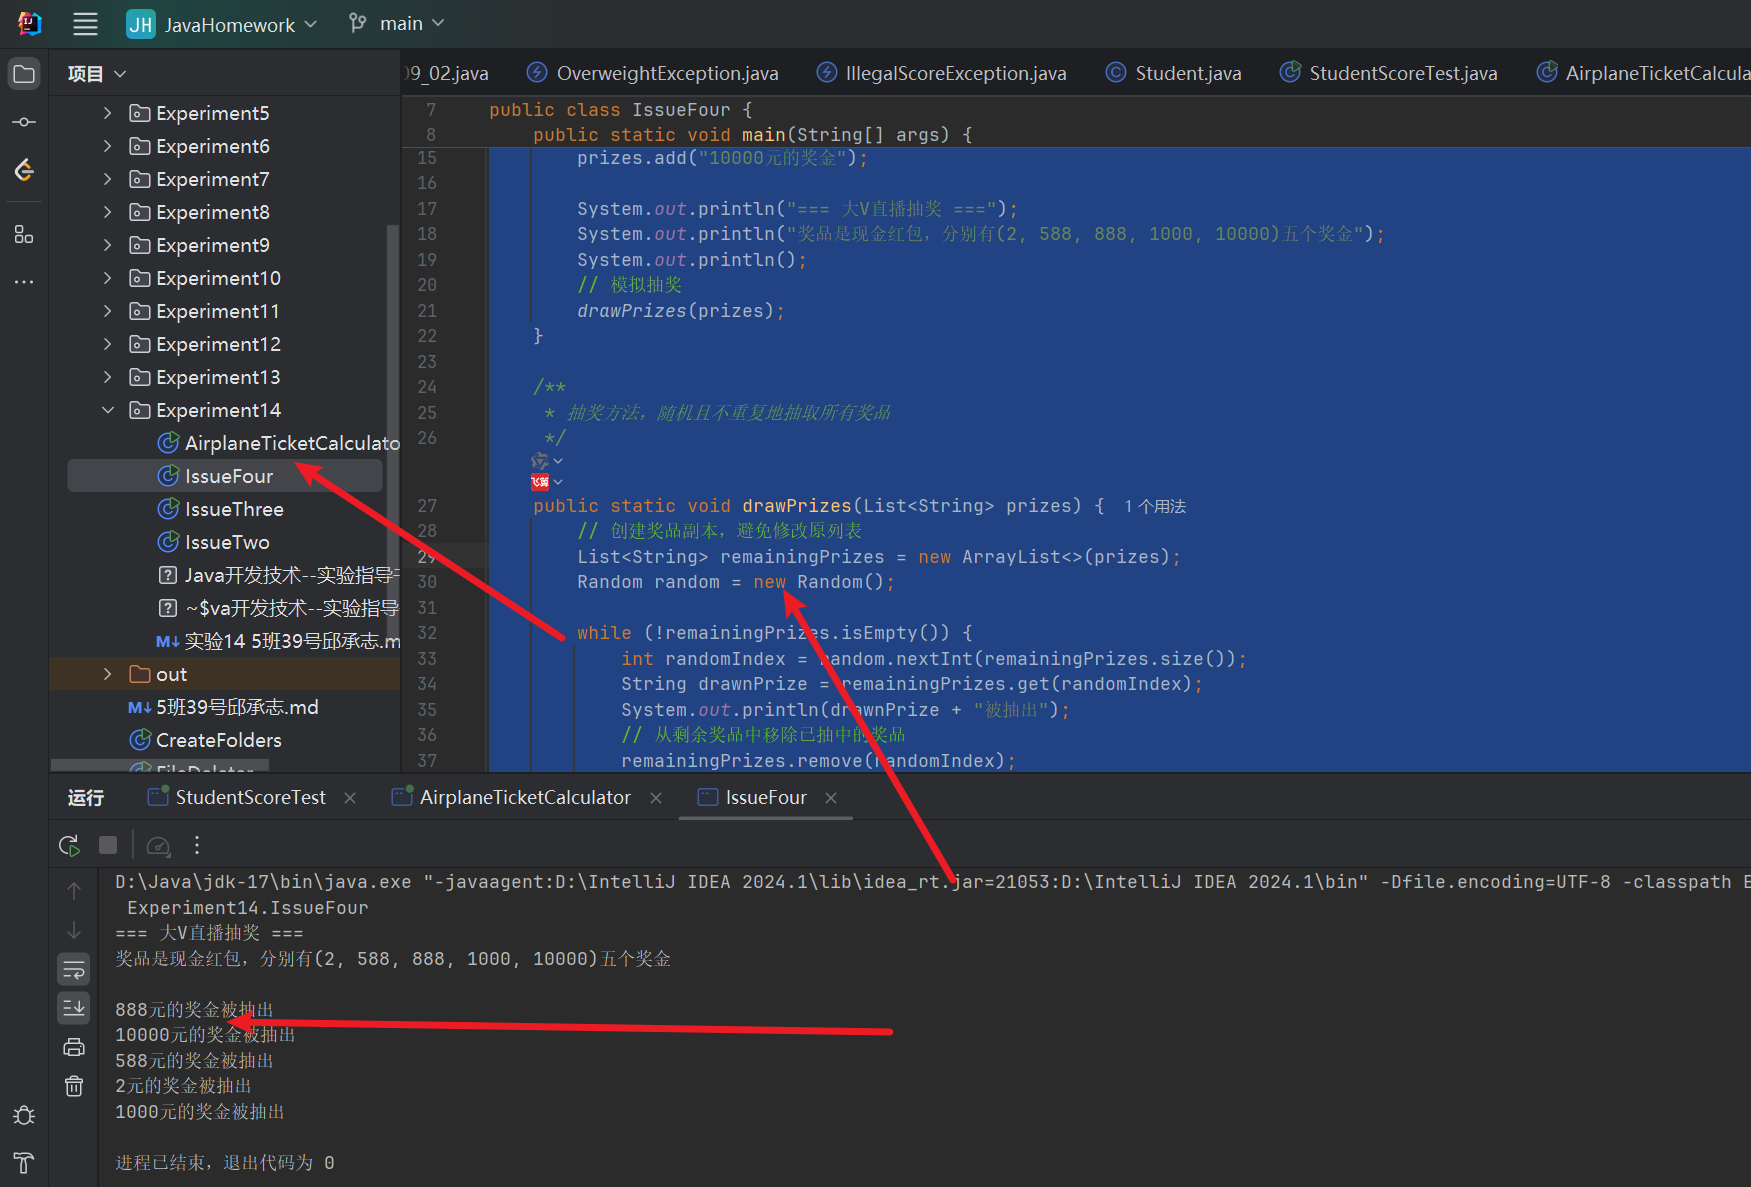 JH JavaHomework main
项目
09_02.java OverweightException.java IllegalScoreException.java Student.java StudentScoreTest.java AirplaneTicketCalcula
Experiment5
Experiment6
Experiment7
Experiment8
Experiment9
Experiment10
Experiment11
Experiment12
Experiment13
Experiment14
AirplaneTicketCalculato
IssueFour
IssueThree
IssueTwo
Java开发技术--实验指导
~$va开发技术--实验指导
M↓ 实验14 5班39号邱承志.m
out
M↓ 5班39号邱承志.md
CreateFolders
FileDeleter
7 public class IssueFour {
8 public static void main(String[] args) {
15 prizes.add("10000元的奖金");
16
17 System.out.println("=== 大V直播抽奖 ===");
18 System.out.println("奖品是现金红包，分别有(2, 588, 888, 1000, 10000)五个奖金");
19 System.out.println();
20 // 模拟抽奖
21 drawPrizes(prizes);
22 }
23
24 /**
25 * 抽奖方法，随机且不重复地抽取所有奖品
26 */
飞算
27 public static void drawPrizes(List<String> prizes) { 1 个用法
28 // 创建奖品副本，避免修改原列表
29 List<String> remainingPrizes = new ArrayList<>(prizes);
30 Random random = new Random();
31
32 while (!remainingPrizes.isEmpty()) {
33 int randomIndex = random.nextInt(remainingPrizes.size());
34 String drawnPrize = remainingPrizes.get(randomIndex);
35 System.out.println(drawnPrize + "被抽出");
36 // 从剩余奖品中移除已抽中的奖品
37 remainingPrizes.remove(randomIndex);
运行 StudentScoreTest AirplaneTicketCalculator IssueFour
D:\Java\jdk-17\bin\java.exe "-javaagent:D:\IntelliJ IDEA 2024.1\lib\idea_rt.jar=21053:D:\IntelliJ IDEA 2024.1\bin" -Dfile.encoding=UTF-8 -classpath E
Experiment14.IssueFour
=== 大V直播抽奖 ===
奖品是现金红包，分别有(2, 588, 888, 1000, 10000)五个奖金
888元的奖金被抽出
10000元的奖金被抽出
588元的奖金被抽出
2元的奖金被抽出
1000元的奖金被抽出
进程已结束，退出代码为 0